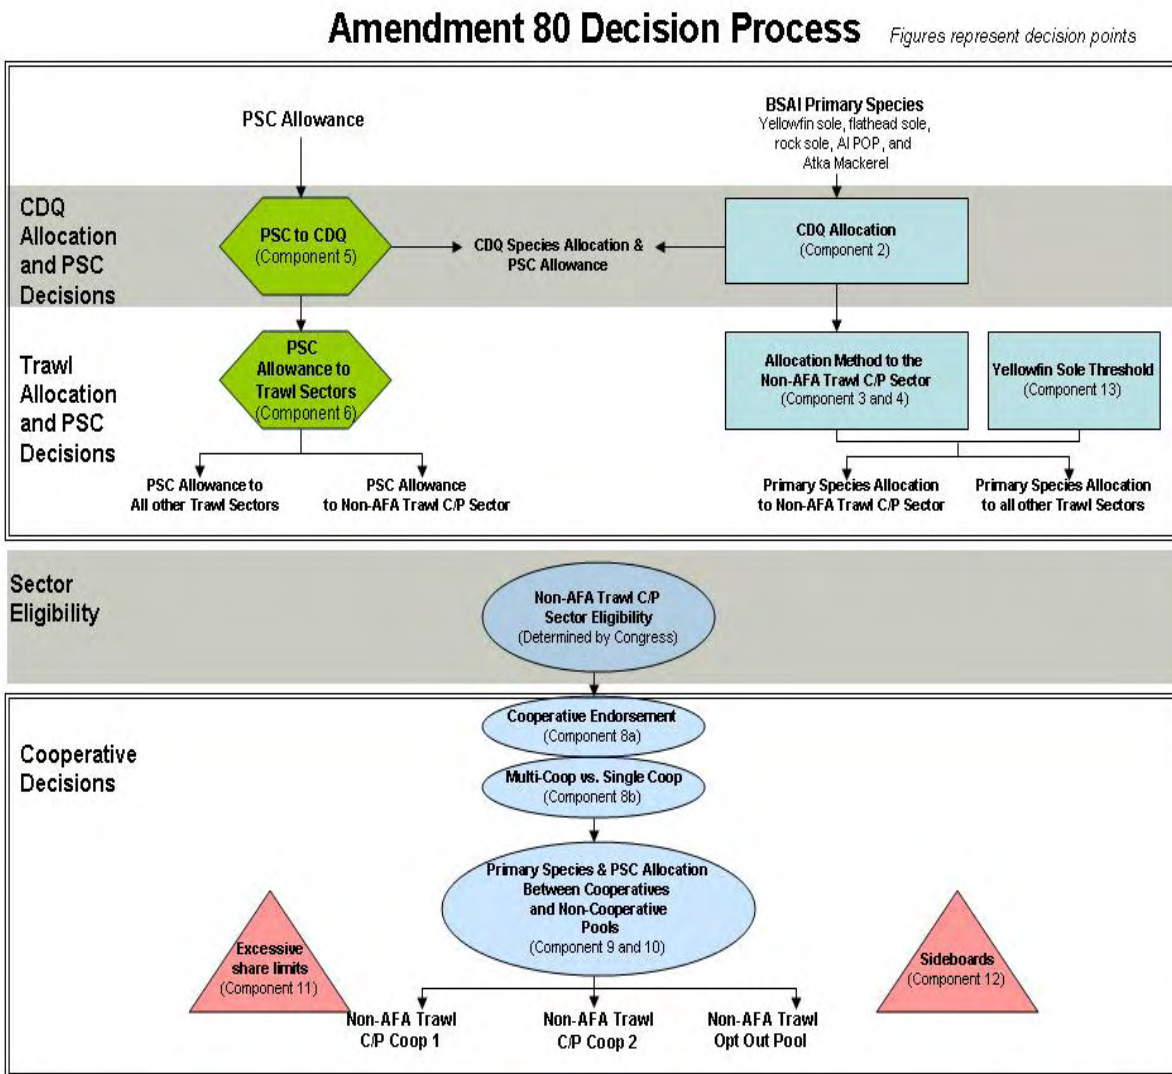 Amendment 80 Decision Process
Figures represent decision points
PSC Allowance
BSAI Primary Species
Yellowfin sole, flathead sole,
rock sole, AI POP, and
Atka Mackerel
CDQ
Allocation
and PSC
Decisions
PSC to CDQ
(Component 5)
CDQ Species Allocation &
PSC Allowance
CDQ Allocation
(Component 2)
Trawl
Allocation
and PSC
Decisions
PSC
Allowance to
Trawl Sectors
(Component 6)
Allocation Method to the
Non-AFA Trawl C/P Sector
(Component 3 and 4)
Yellowfin Sole Threshold
(Component 13)
PSC Allowance to
All other Trawl Sectors
PSC Allowance
to Non-AFA Trawl C/P Sector
Primary Species Allocation
to Non-AFA Trawl C/P Sector
Primary Species Allocation
to all other Trawl Sectors
Sector
Eligibility
Non-AFA Trawl C/P
Sector Eligibility
(Determined by Congress)
Cooperative
Decisions
Cooperative Endorsement
(Component 8a)
Multi-Coop vs. Single Coop
(Component 8b)
Primary Species & PSC Allocation
Between Cooperatives
and Non-Cooperative
Pools
(Component 9 and 10)
Excessive
share limits
(Component 11)
Sideboards
(Component 12)
Non-AFA Trawl
C/P Coop 1
Non-AFA Trawl
C/P Coop 2
Non-AFA Trawl
Opt Out Pool